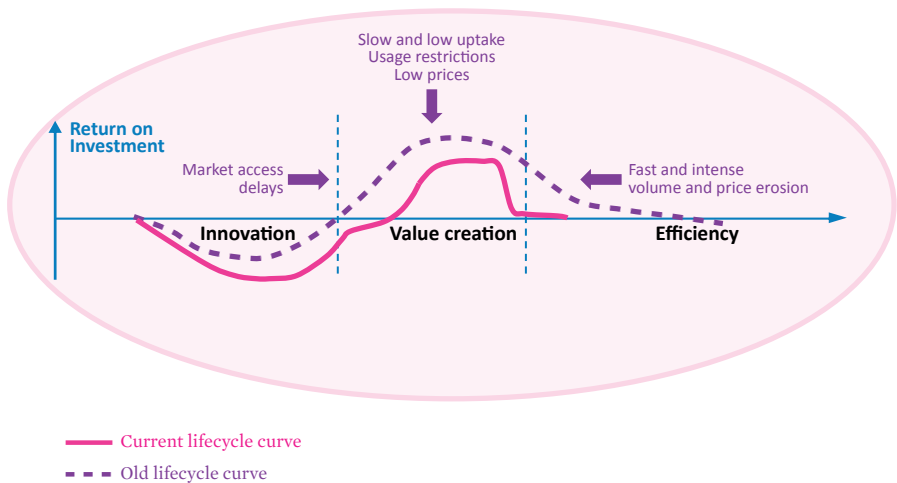 Slow and low uptake
Usage restrictions
Low prices
Return on
Investment
Market access
delays
Fast and intense
volume and price erosion
Innovation
Value creation
Efficiency
Current lifecycle curve
Old lifecycle curve